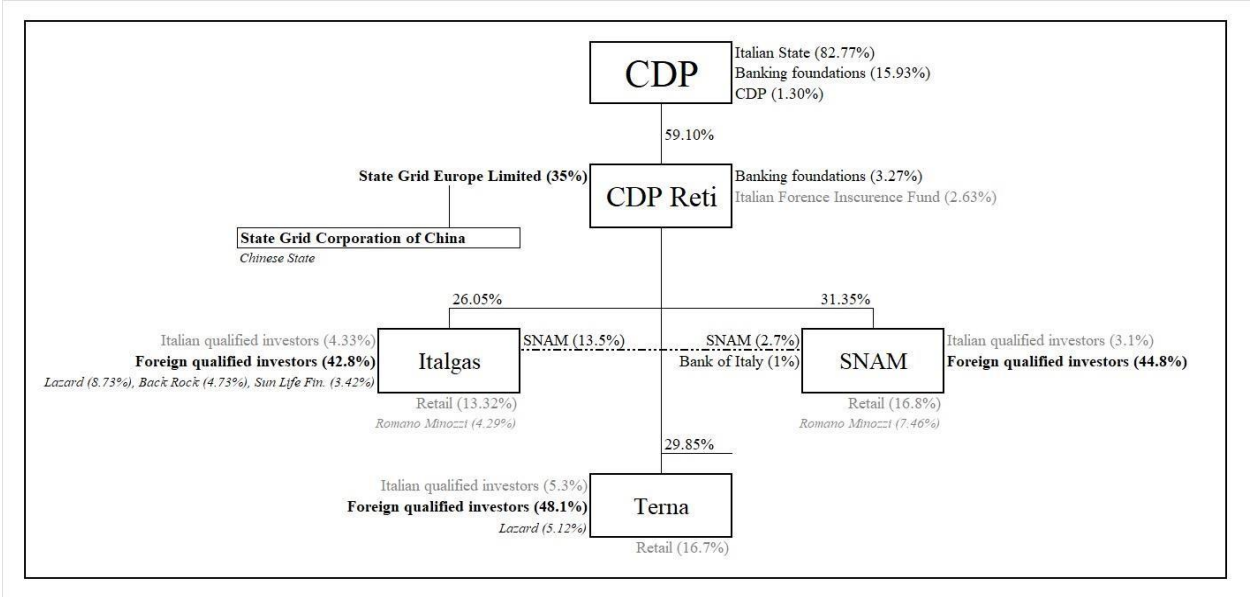 CDP
Italian State (82.77%)
Banking foundations (15.93%)
CDP (1.30%)
59.10%
State Grid Europe Limited (35%)
CDP Reti
Banking foundations (3.27%)
Italian Forence Inscurence Fund (2.63%)
State Grid Corporation of China
Chinese State
26.05%
31.35%
Italian qualified investors (4.33%)
Foreign qualified investors (42.8%)
Lazard (8.73%), Back Rock (4.73%), Sun Life Fin. (3.42%)
Italgas
SNAM (13.5%)
SNAM (2.7%)
Bank of Italy (1%)
SNAM
Italian qualified investors (3.1%)
Foreign qualified investors (44.8%)
Retail (13.32%)
Romano Minozzi (4.29%)
Retail (16.8%)
Romano Minozzi (7.46%)
29.85%
Italian qualified investors (5.3%)
Foreign qualified investors (48.1%)
Lazard (5.12%)
Terna
Retail (16.7%)